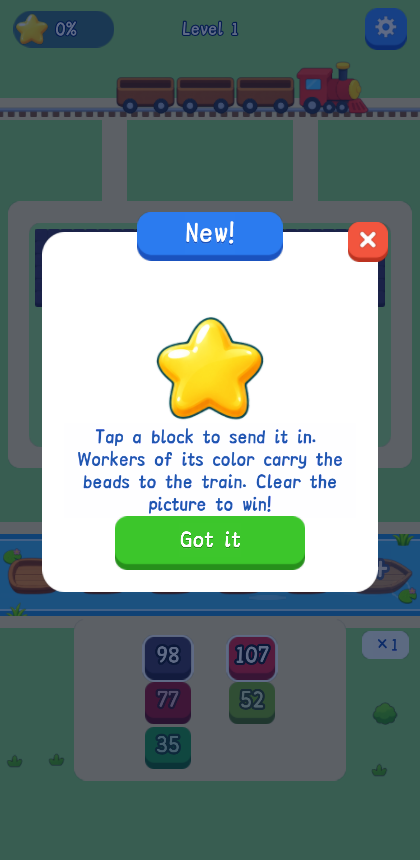 0%
Level 1
New!
Tap a block to send it in.
Workers of its color carry the
beads to the train. Clear the
picture to win!
Got it
+
×1
98
107
77
52
35